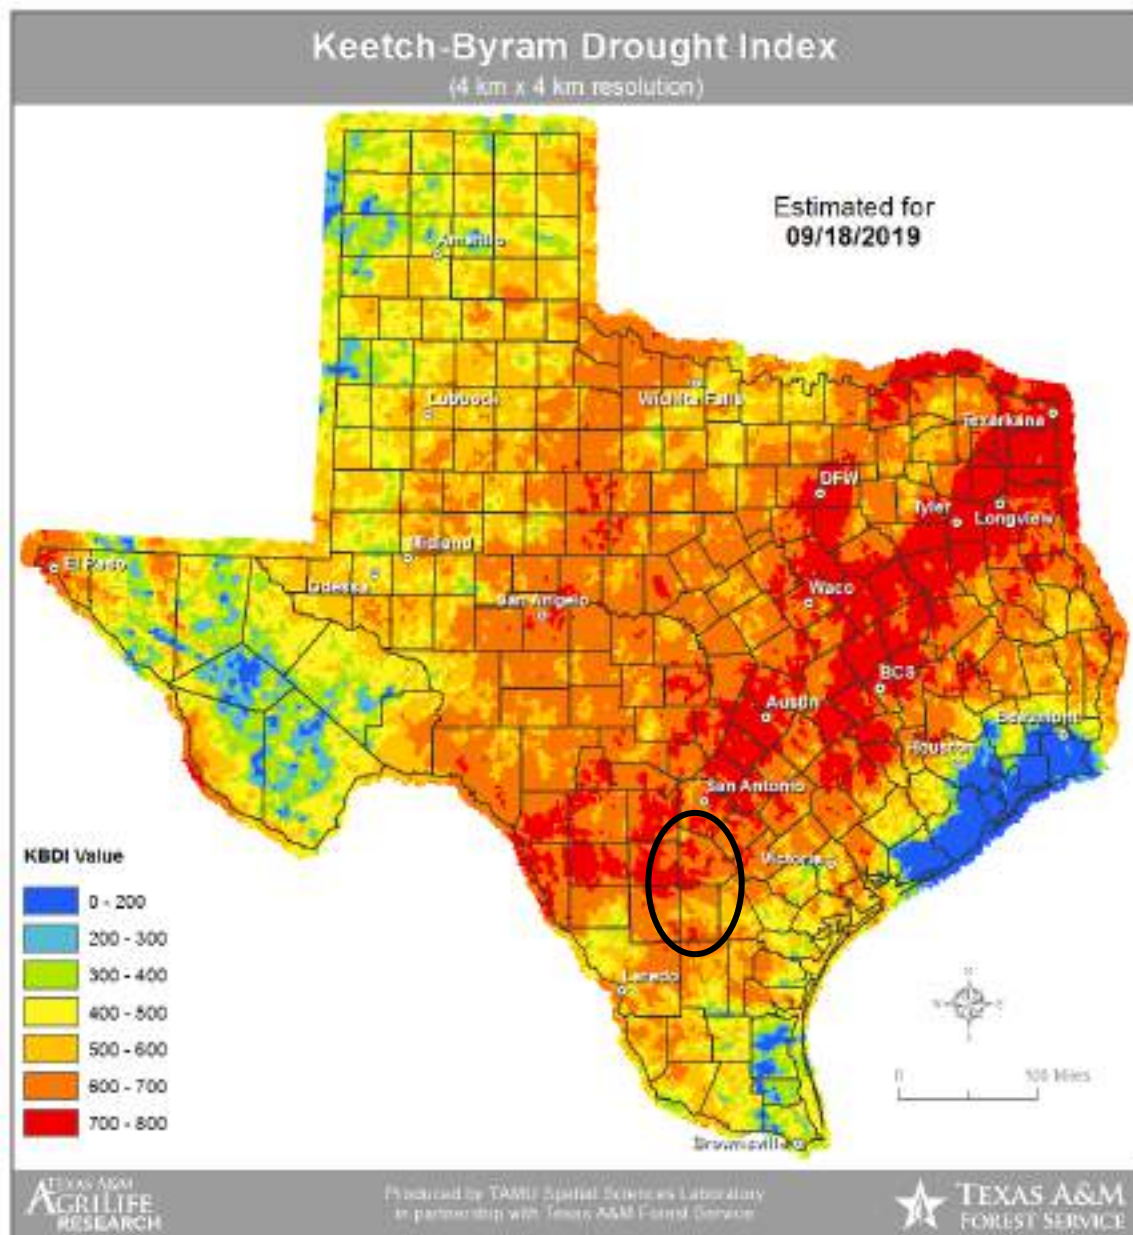 Keetch-Byram Drought Index
(4 km x 4 km resolution)
Estimated for
09/18/2019
Amarillo
Lubbock
Wichita Falls
Texarkana
DFW
Tyler
Longview
Midland
El Paso
Odessa
San Angelo
Waco
BCS
Austin
Beaumont
Houston
San Antonio
Victoria
Laredo
Brownsville
KBDI Value
0 - 200
200 - 300
300 - 400
400 - 500
500 - 600
600 - 700
700 - 800
N
W
E
S
0
100 Miles
TEXAS A&M
AGRILIFE
RESEARCH
Produced by TAMU Spatial Sciences Laboratory
in partnership with Texas A&M Forest Service
TEXAS A&M
FOREST SERVICE